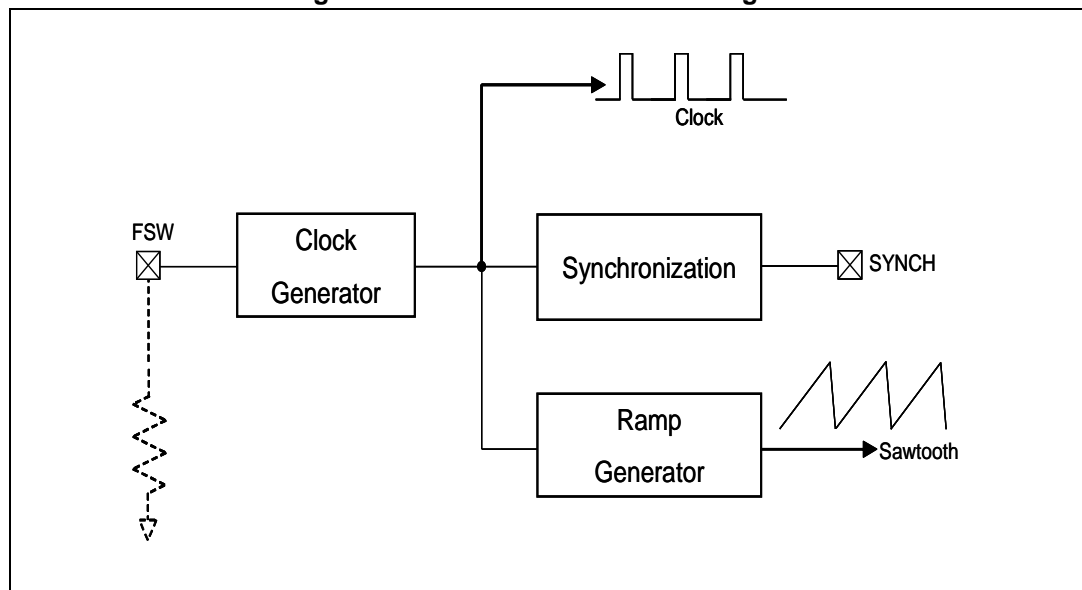 Clock
FSW
Clock
Generator
Synchronization
SYNCH
Ramp
Generator
Sawtooth